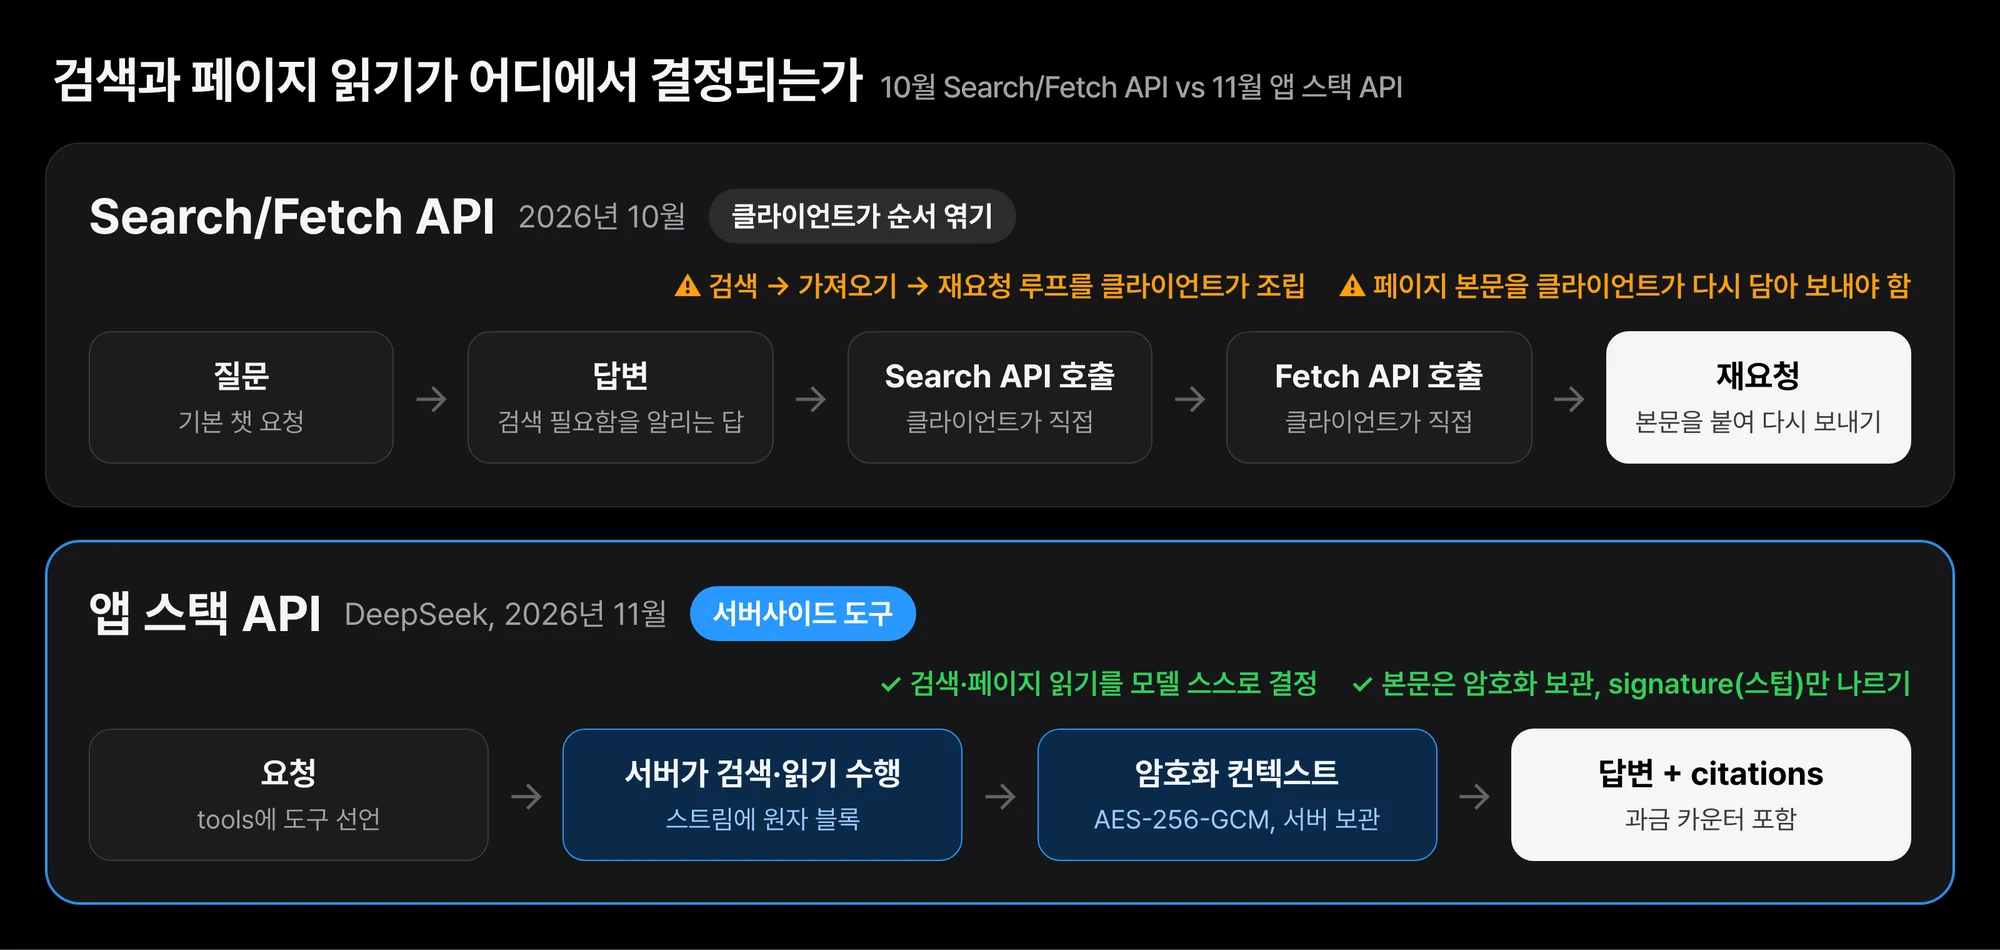 검색과 페이지 읽기가 어디에서 결정되는가 10월 Search/Fetch API vs 11월 앱 스택 API
Search/Fetch API 2026년 10월 클라이언트가 순서 엮기
⚠ 검색 → 가져오기 → 재요청 루프를 클라이언트가 조립 ⚠ 페이지 본문을 클라이언트가 다시 담아 보내야 함
질문 → 답변 → Search API 호출 → Fetch API 호출 → 재요청
기본 챗 요청 검색 필요함을 알리는 답 클라이언트가 직접 클라이언트가 직접 본문을 붙여 다시 보내기
앱 스택 API DeepSeek, 2026년 11월 서버사이드 도구
✓ 검색·페이지 읽기를 모델 스스로 결정 ✓ 본문은 암호화 보관, signature(스텁)만 나르기
요청 → 서버가 검색·읽기 수행 → 암호화 컨텍스트 → 답변 + citations
tools에 도구 선언 스트림에 원자 블록 AES-256-GCM, 서버 보관 과금 카운터 포함